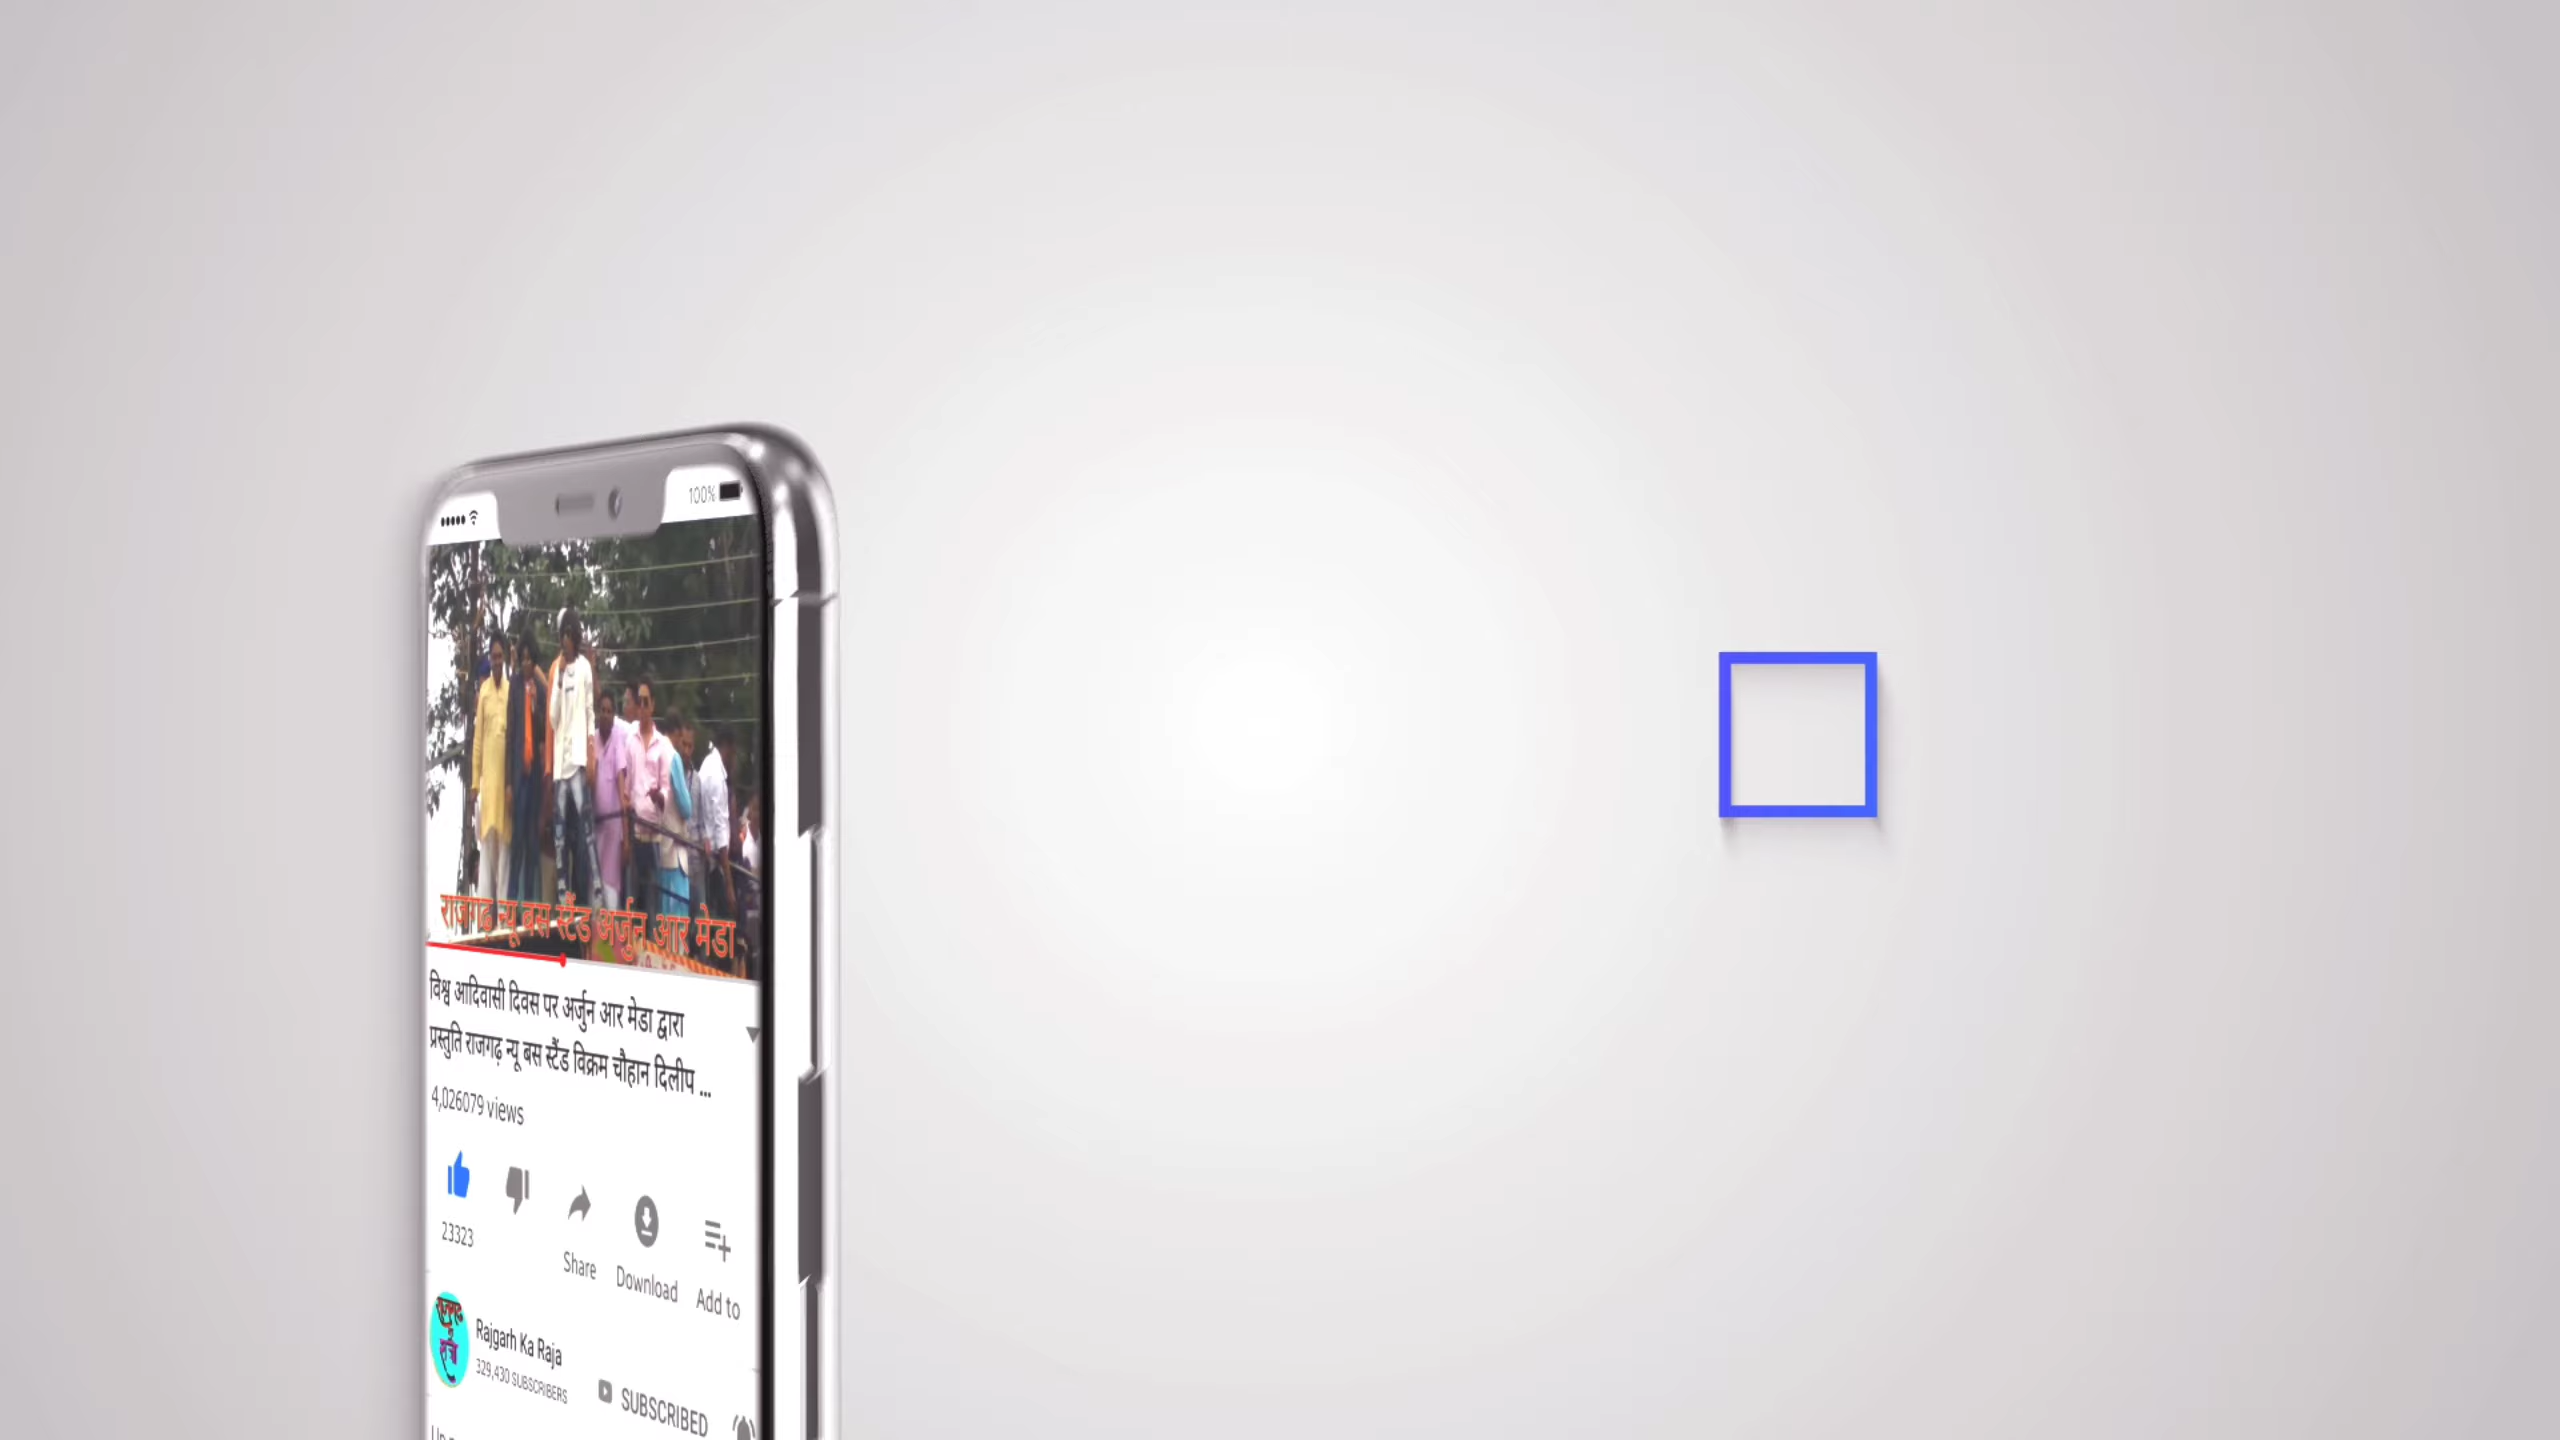 100%
राजगढ़ न्यू बस स्टैंड अर्जुन आर मेडा
विश्व आदिवासी दिवस पर अर्जुन आर मेडा द्वारा
प्रस्तुति राजगढ़ न्यू बस स्टैंड विक्रम चौहान दिलीप ...
4,026079 views
23323
Share
Download
Add to
Rajgarh Ka Raja
329,430 SUBSCRIBERS
SUBSCRIBED